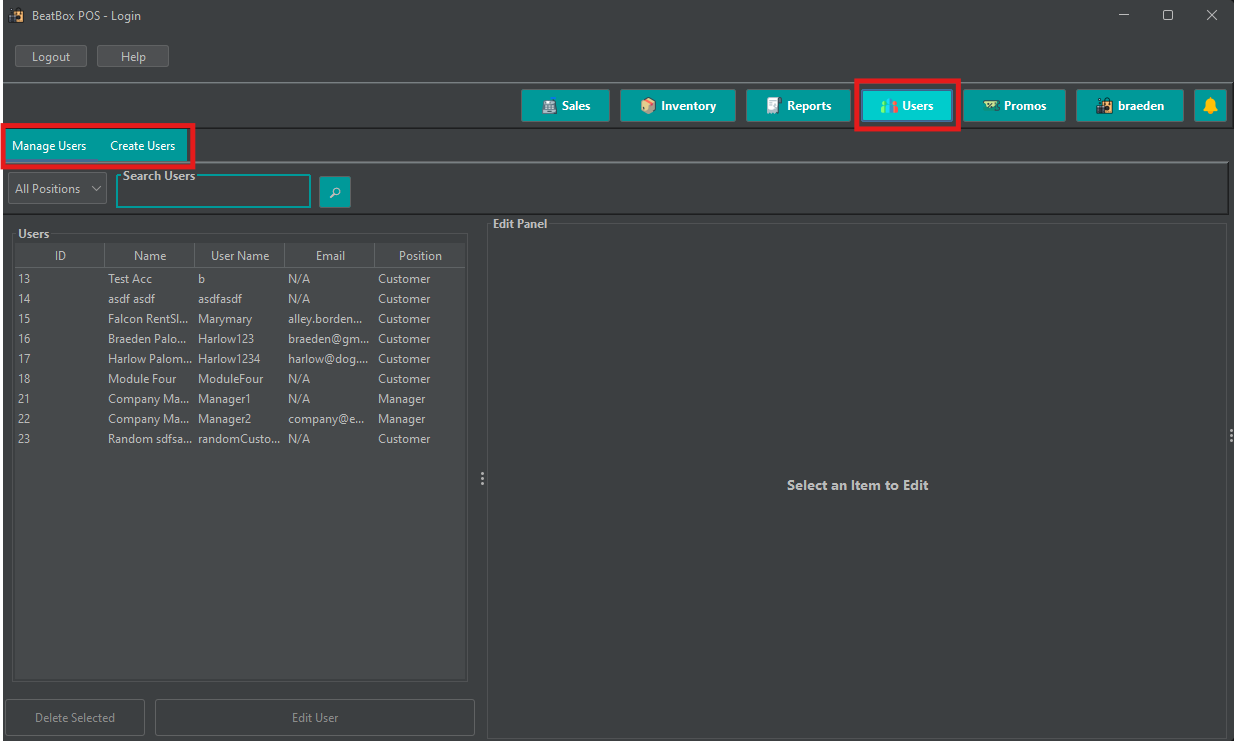 BeatBox POS - Login
Logout Help
Sales Inventory Reports Users Promos braeden
Manage Users Create Users
All Positions Search Users
Users
ID Name User Name Email Position
13 Test Acc b N/A Customer
14 asdf asdf asdfasdf N/A Customer
15 Falcon RentSl... Marymary alley.borden... Customer
16 Braeden Palo... Harlow123 braeden@gm... Customer
17 Harlow Palom... Harlow1234 harlow@dog.... Customer
18 Module Four ModuleFour N/A Customer
21 Company Ma... Manager1 N/A Manager
22 Company Ma... Manager2 company@e... Manager
23 Random sdfsa... randomCusto... N/A Customer
Delete Selected Edit User
Edit Panel
Select an Item to Edit